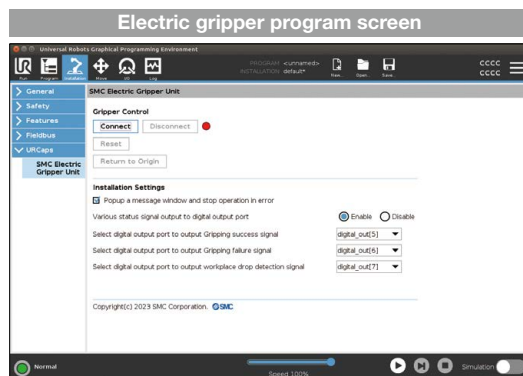 Electric gripper program screen
Universal Robots Graphical Programming Environment
UR
Run
Program
Installation
Move
I/O
Log
PROGRAM <unnamed>
INSTALLATION default*
New...
Open...
Save...
CCCC
CCCC
General
Safety
Features
Fieldbus
URCaps
SMC Electric
Gripper Unit
SMC Electric Gripper Unit
Gripper Control
Connect Disconnect
Reset
Return to Origin
Installation Settings
Popup a message window and stop operation in error
Various status signal output to digital output port Enable Disable
Select digital output port to output Gripping success signal digital_out[5]
Select digital output port to output Gripping failure signal digital_out[6]
Select digital output port to output workplace drop detection signal digital_out[7]
Copyright(c) 2023 SMC Corporation. SMC
Normal
Speed 100%
Simulation